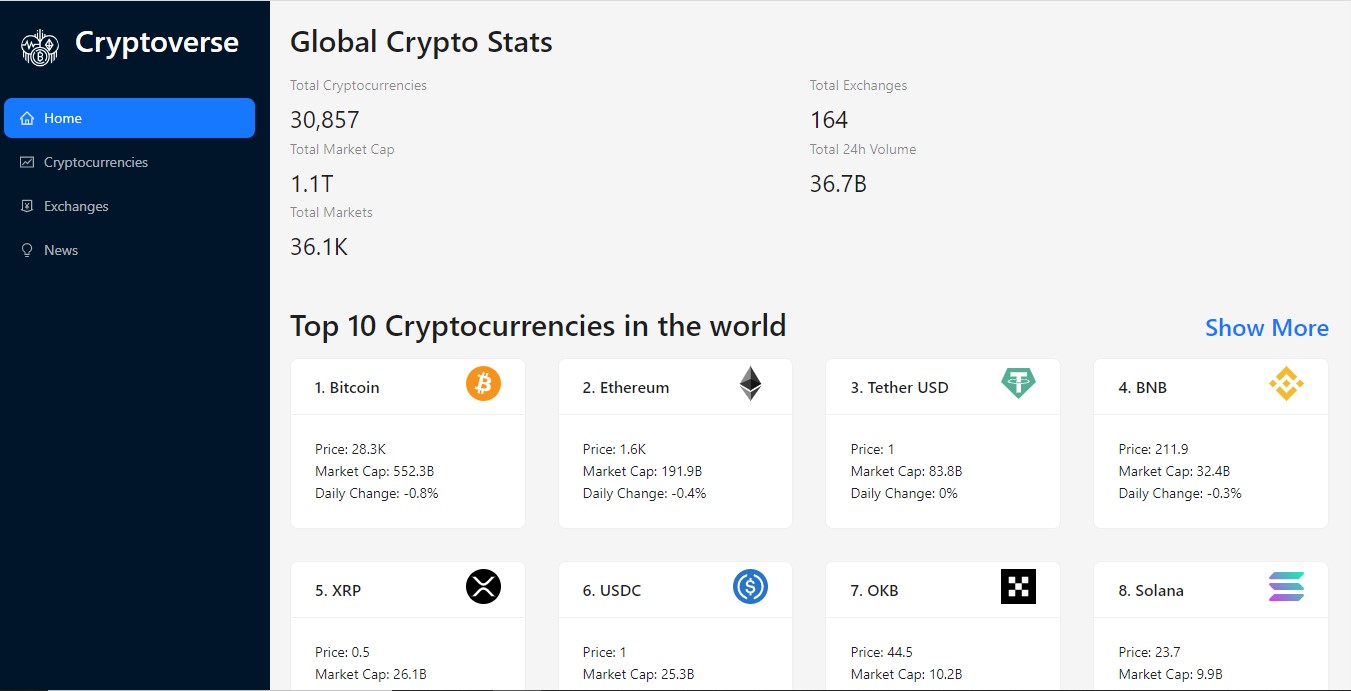 Cryptoverse
Home
Cryptocurrencies
Exchanges
News
Global Crypto Stats
Total Cryptocurrencies
30,857
Total Exchanges
164
Total Market Cap
1.1T
Total 24h Volume
36.7B
Total Markets
36.1K
Top 10 Cryptocurrencies in the world
Show More
1. Bitcoin
Price: 28.3K
Market Cap: 552.3B
Daily Change: -0.8%
2. Ethereum
Price: 1.6K
Market Cap: 191.9B
Daily Change: -0.4%
3. Tether USD
Price: 1
Market Cap: 83.8B
Daily Change: 0%
4. BNB
Price: 211.9
Market Cap: 32.4B
Daily Change: -0.3%
5. XRP
Price: 0.5
Market Cap: 26.1B
6. USDC
Price: 1
Market Cap: 25.3B
7. OKB
Price: 44.5
Market Cap: 10.2B
8. Solana
Price: 23.7
Market Cap: 9.9B